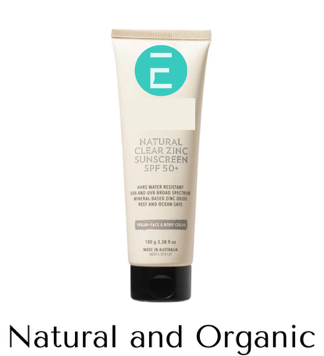 NATURAL
CLEAR ZINC
SUNSCREEN
SPF 50+
4HRS WATER RESISTANT
UVA AND UVB BROAD SPECTRUM
MINERAL BASED ZINC OXIDE
REEF AND OCEAN SAFE
VEGAN • FACE & BODY CREAM
100 g 3.38 fl oz
MADE IN AUSTRALIA
Natural and Organic